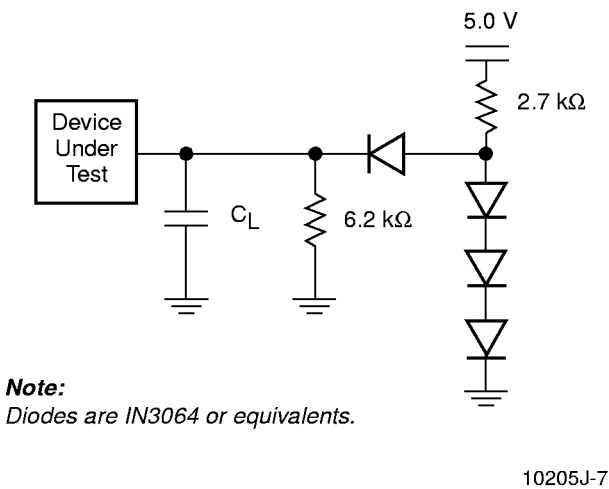 5.0 V
2.7 kΩ
Device
Under
Test
CL
6.2 kΩ
Note:
Diodes are IN3064 or equivalents.
10205J-7